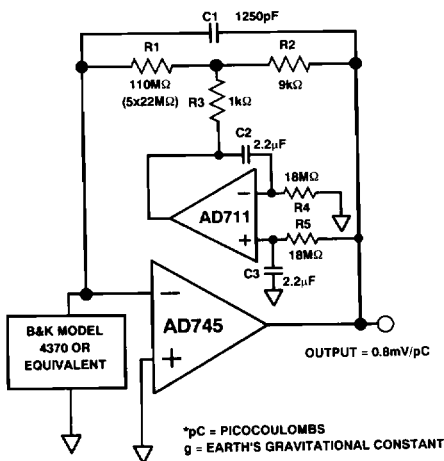 C1 1250pF
R1
R2
110MΩ
(5x22MΩ)
9kΩ
R3
1kΩ
C2
2.2µF
18MΩ
R4
AD711
R5
18MΩ
C3
2.2µF
−
+
−
+
AD745
B&K MODEL
4370 OR
EQUIVALENT
OUTPUT = 0.8mV/pC
*pC = PICOCOULOMBS
g = EARTH'S GRAVITATIONAL CONSTANT